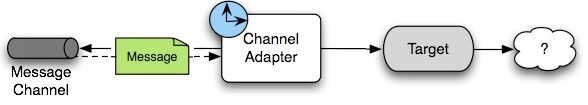 Message
Channel
Message
Channel
Adapter
Target
?